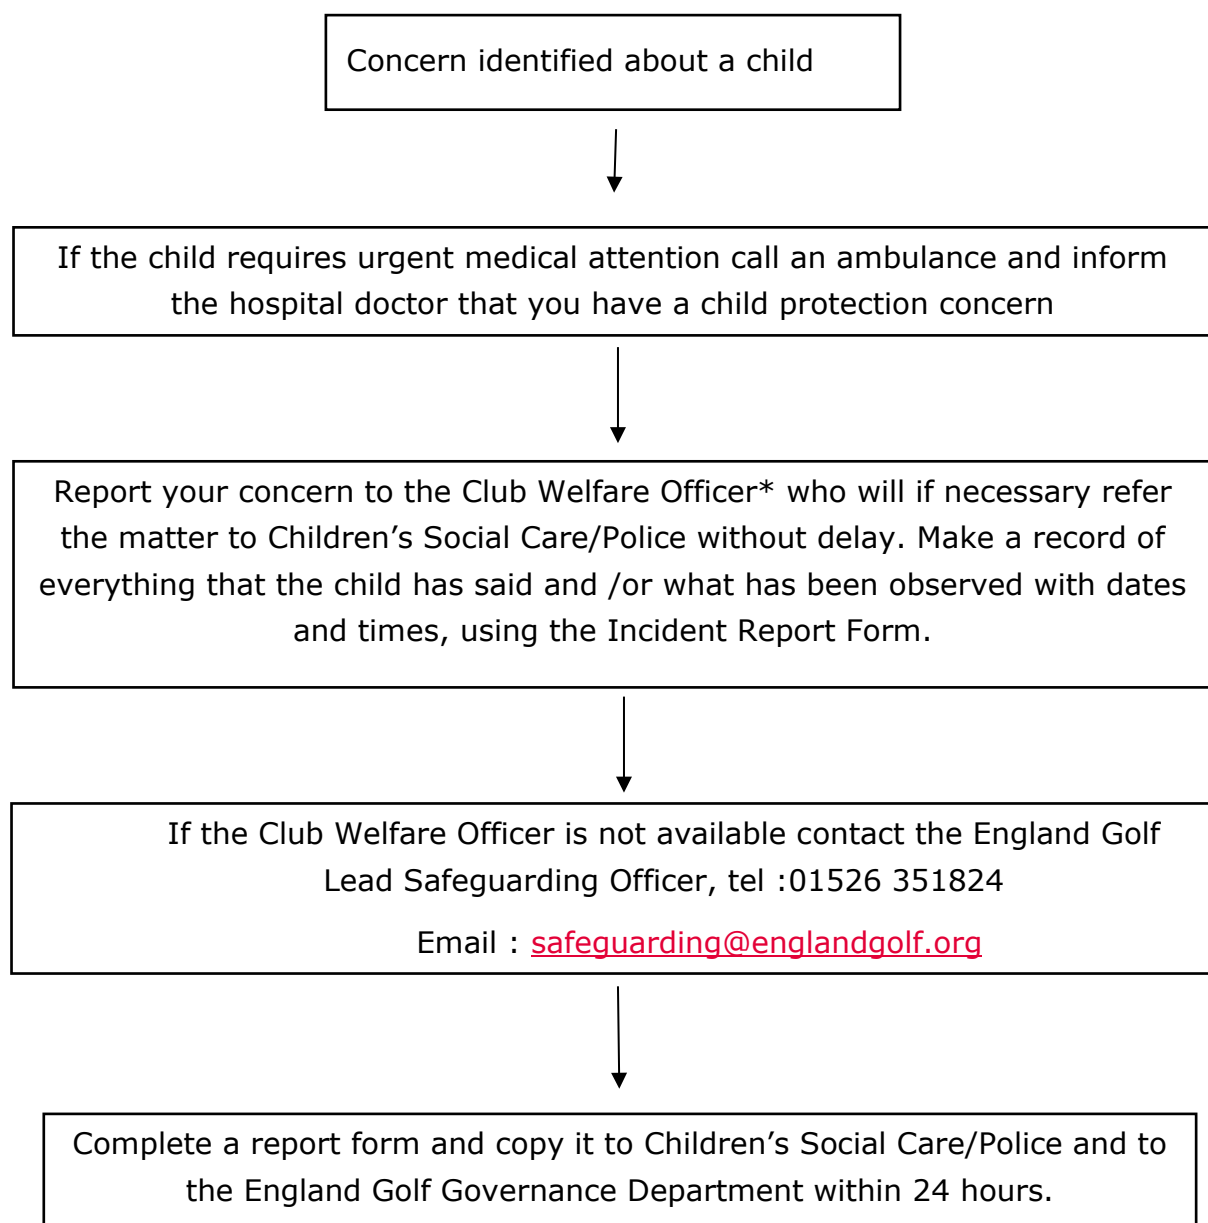 Concern identified about a child
If the child requires urgent medical attention call an ambulance and inform
the hospital doctor that you have a child protection concern
Report your concern to the Club Welfare Officer* who will if necessary refer
the matter to Children’s Social Care/Police without delay. Make a record of
everything that the child has said and /or what has been observed with dates
and times, using the Incident Report Form.
If the Club Welfare Officer is not available contact the England Golf
Lead Safeguarding Officer, tel :01526 351824
Email : safeguarding@englandgolf.org
Complete a report form and copy it to Children’s Social Care/Police and to
the England Golf Governance Department within 24 hours.